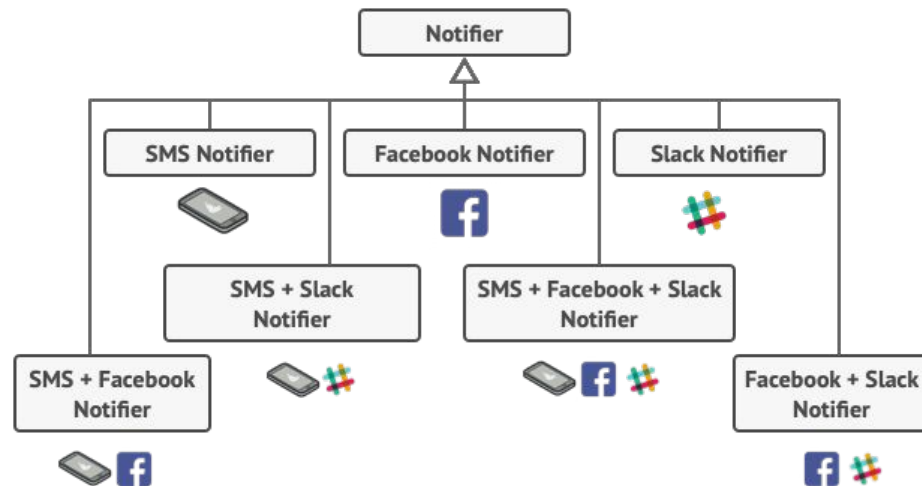 Notifier
SMS Notifier
Facebook Notifier
Slack Notifier
SMS + Slack
Notifier
SMS + Facebook + Slack
Notifier
SMS + Facebook
Notifier
Facebook + Slack
Notifier